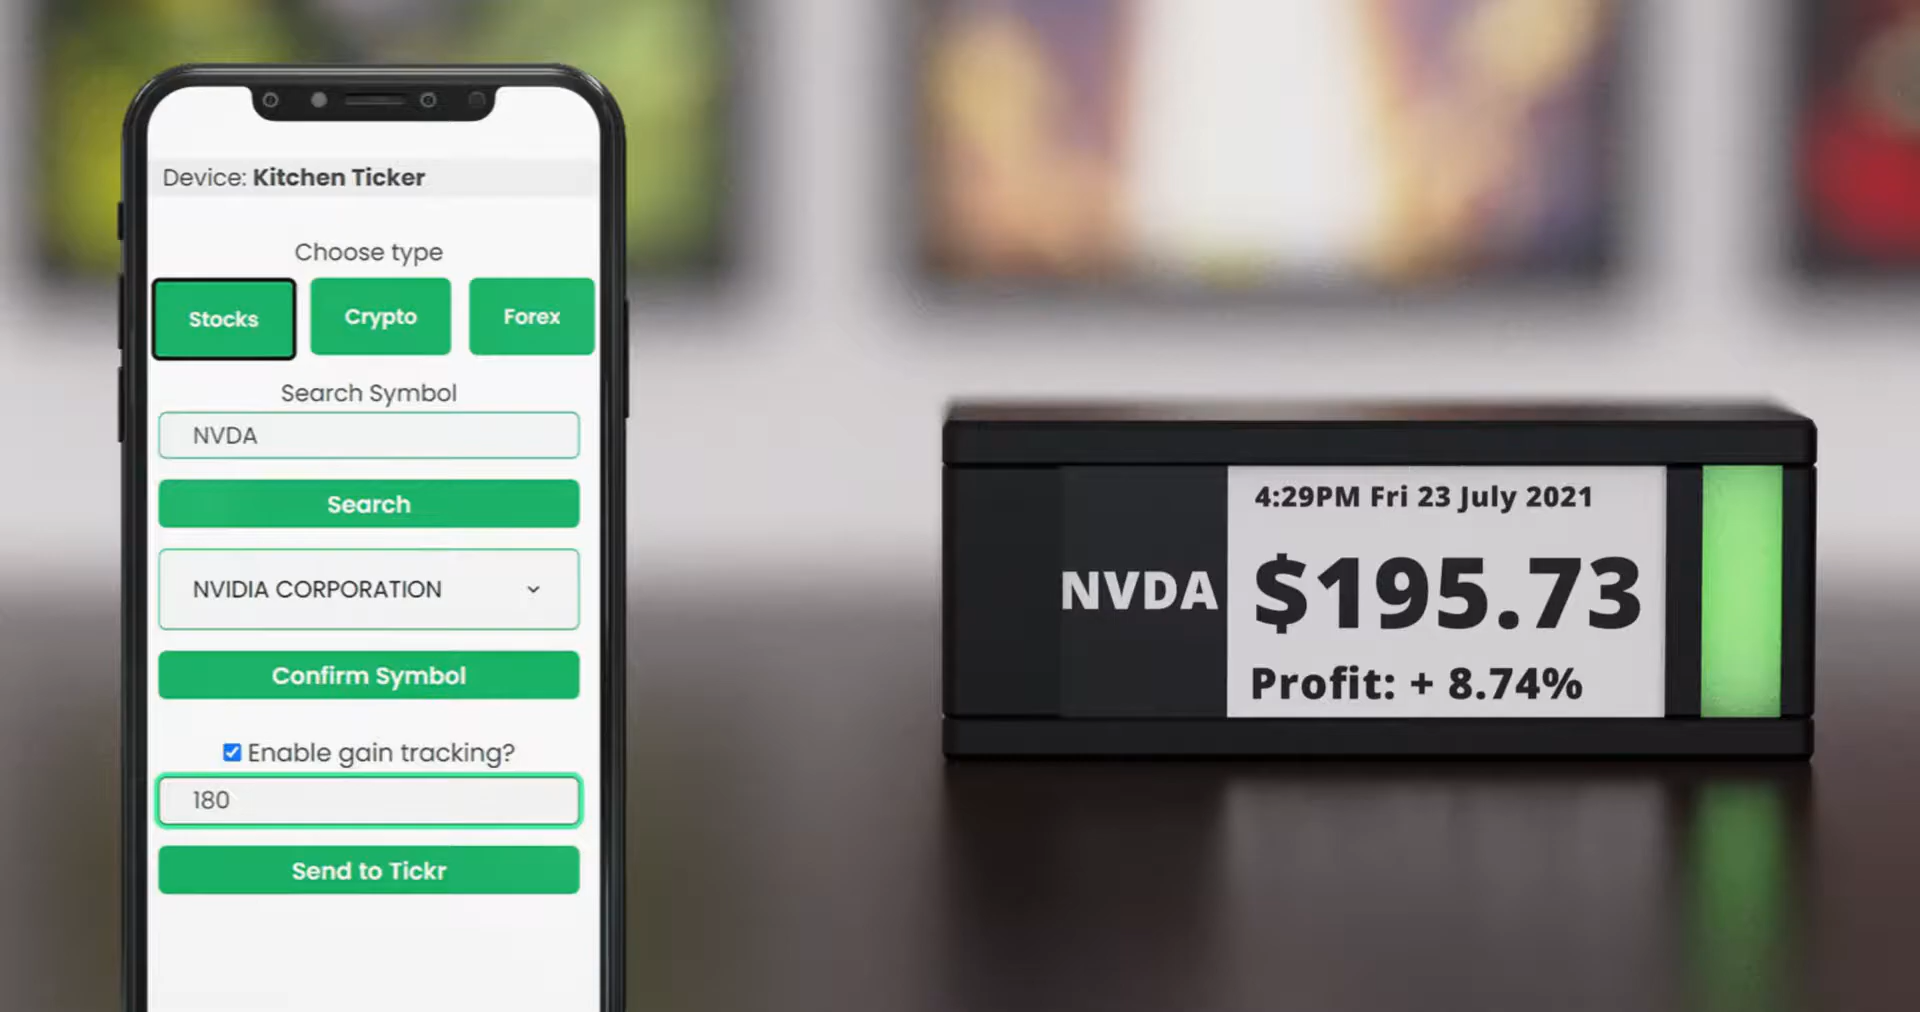 Device: Kitchen Ticker
Choose type
Stocks Crypto Forex
Search Symbol
NVDA
Search
NVIDIA CORPORATION
Confirm Symbol
Enable gain tracking?
180
Send to Tickr
4:29PM Fri 23 July 2021
NVDA $195.73
Profit: + 8.74%